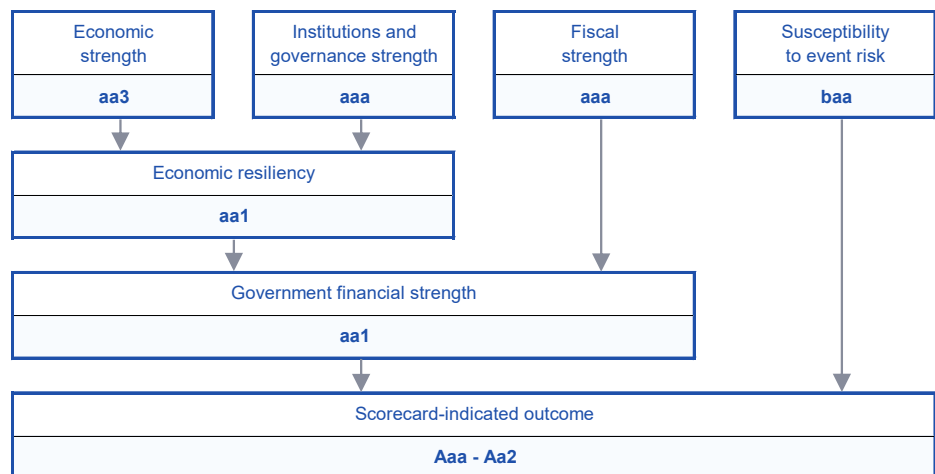 Economic
strength
aa3
Institutions and
governance strength
aaa
Fiscal
strength
aaa
Susceptibility
to event risk
baa
Economic resiliency
aa1
Government financial strength
aa1
Scorecard-indicated outcome
Aaa - Aa2